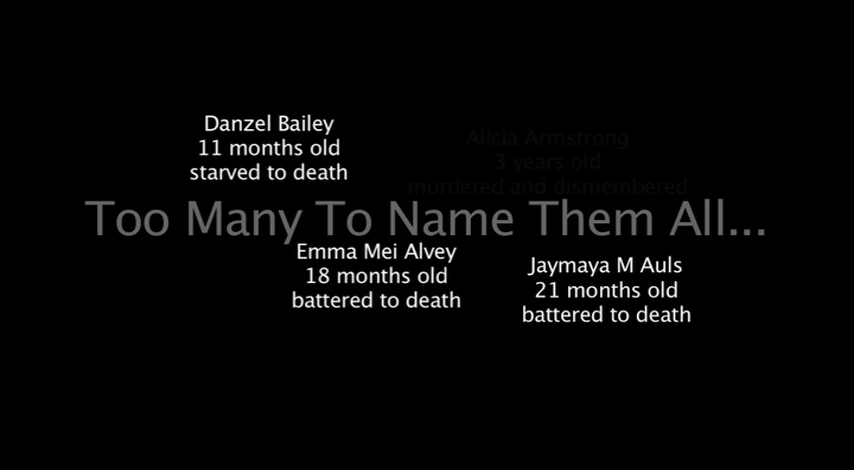 Danzel Bailey
11 months old
starved to death
Alicia Armstrong
3 years old
murdered and dismembered
Too Many To Name Them All...
Emma Mei Alvey
18 months old
battered to death
Jaymaya M Auls
21 months old
battered to death